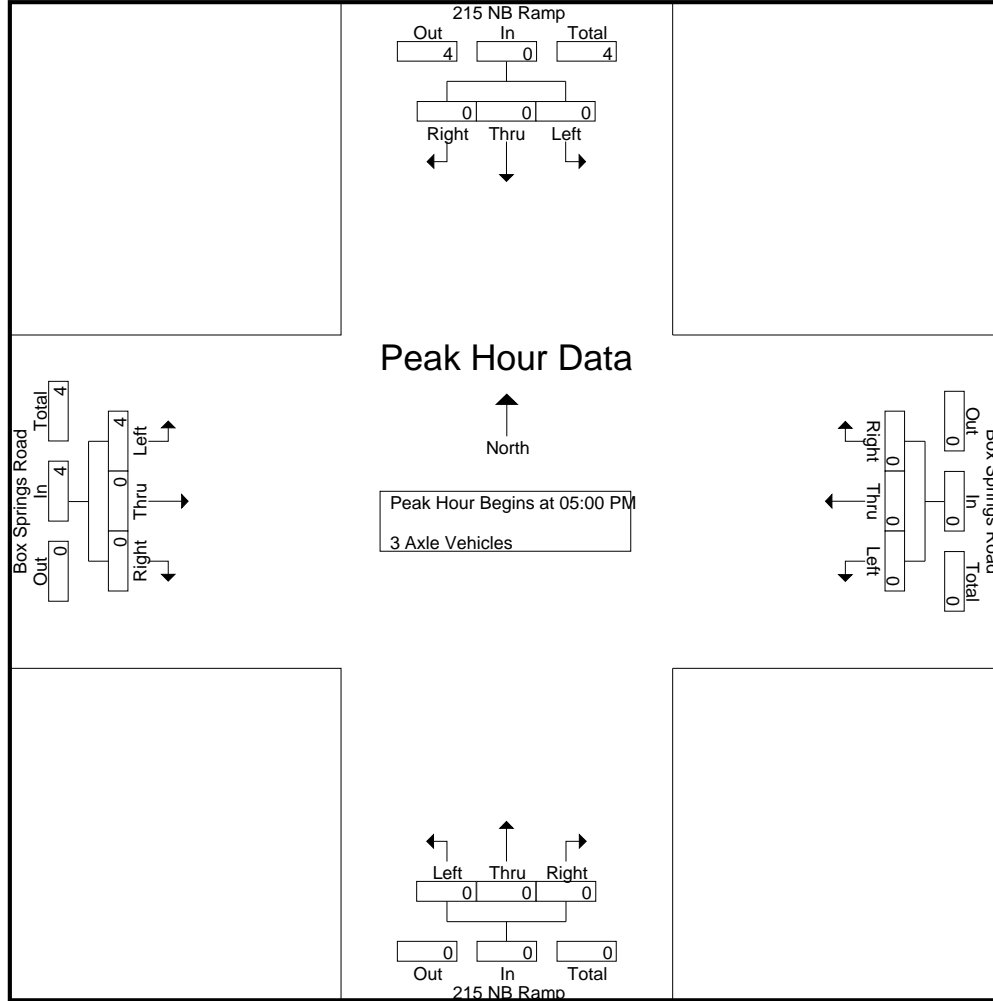 215 NB Ramp
Out In Total
4 0 4
0 0 0
Right Thru Left
Peak Hour Data
North
Peak Hour Begins at 05:00 PM
3 Axle Vehicles
Box Springs Road
Out In Total
0 4 4
0 0 4
Right Thru Left
Box Springs Road
Out In Total
0 0 0
0 0 0
Right Thru Left
Left Thru Right
0 0 0
0 0 0
Out In Total
215 NB Ramp